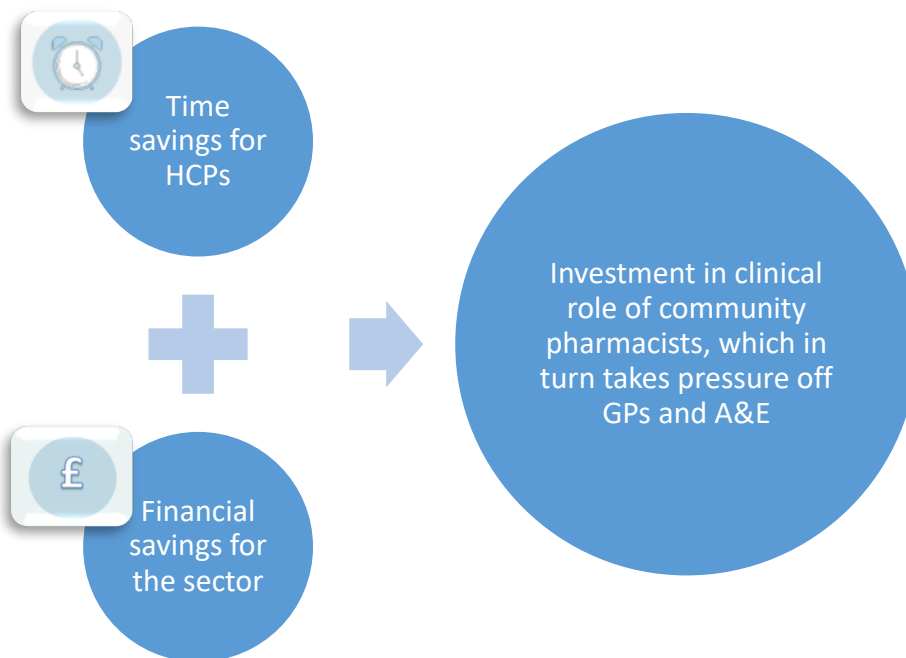 Time
savings for
HCPs
£
Financial
savings for
the sector
Investment in clinical
role of community
pharmacists, which in
turn takes pressure off
GPs and A&E